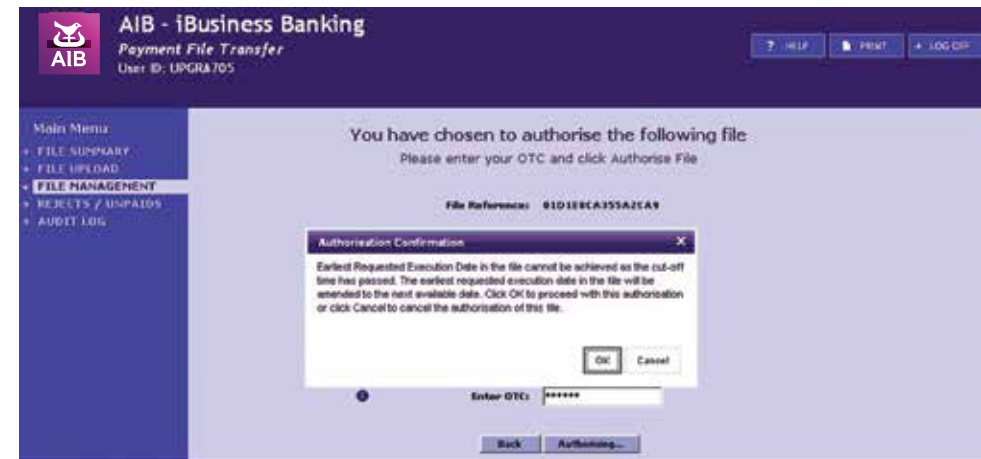 AIB
AIB - iBusiness Banking
Payment File Transfer
User ID: UPGRA705
? HELP
PRINT
+ LOG OFF
Main Menu
+ FILE SUMMARY
+ FILE UPLOAD
+ FILE MANAGEMENT
+ REJECTS / UNPAIDS
+ AUDIT LOG
You have chosen to authorise the following file
Please enter your OTC and click Authorise File
File Reference:
Authorisation Confirmation X
Earliest Requested Execution Date in the file cannot be achieved as the cut-off
time has passed. The earliest requested execution date in the file will be
amended to the next available date. Click OK to proceed with this authorisation
or click Cancel to cancel the authorisation of this file.
OK Cancel
Enter OTC: ******
Back Authorising...